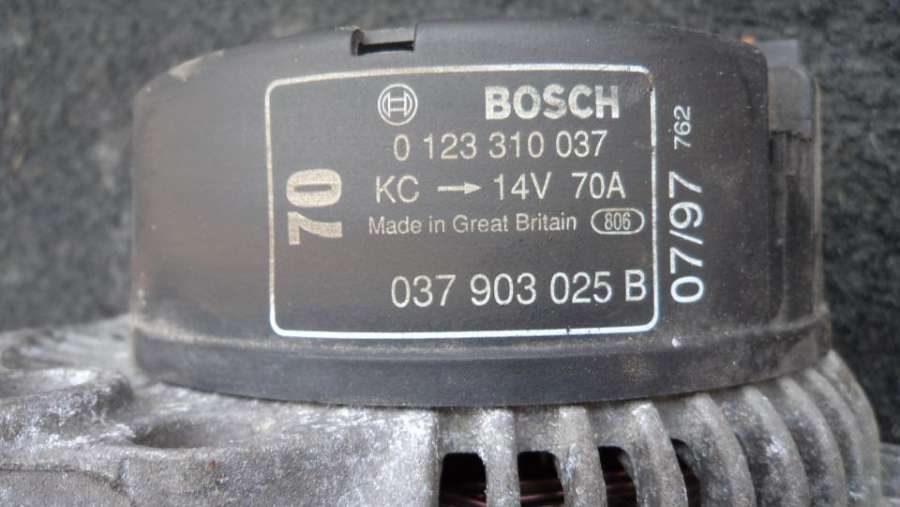 BOSCH
0 123 310 037
KC → 14V 70A
Made in Great Britain 806
037 903 025 B
70
07/97 762